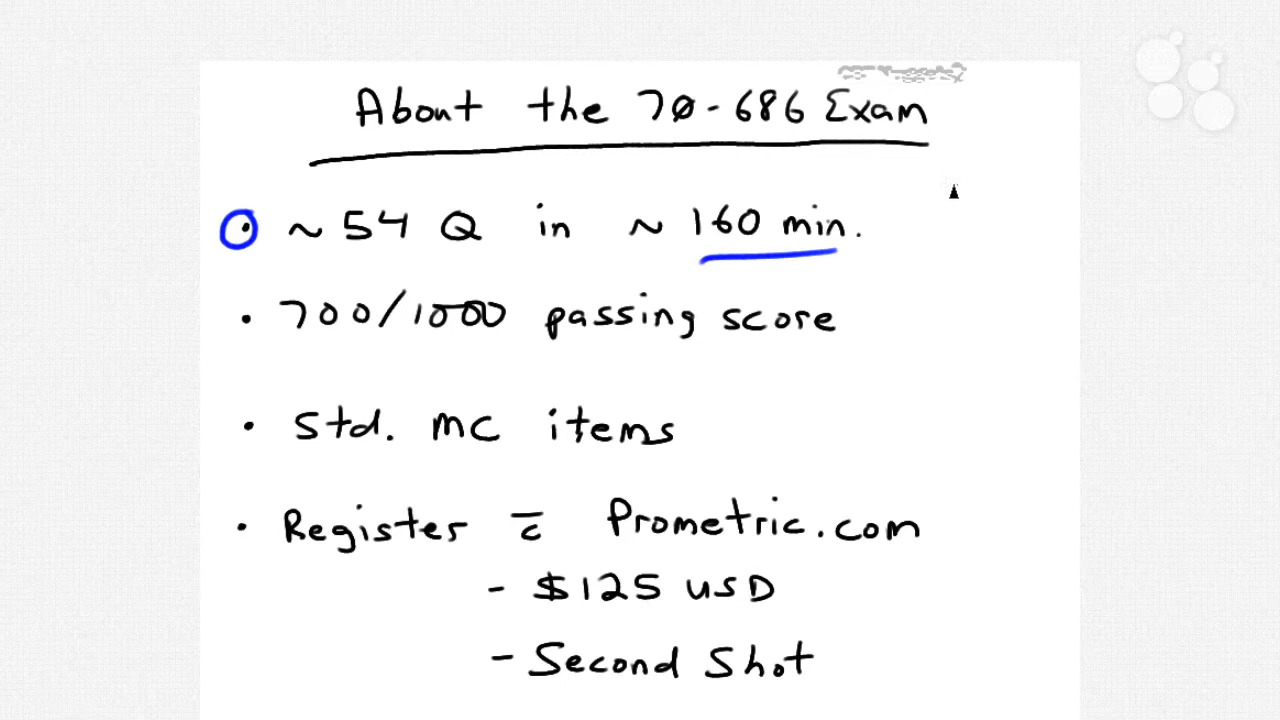 About the 70-686 Exam
• ~ 54 Q in ~ 160 min.
• 700/1000 passing score
• Std. MC items
• Register c̅ Prometric.com
- $125 USD
- Second Shot